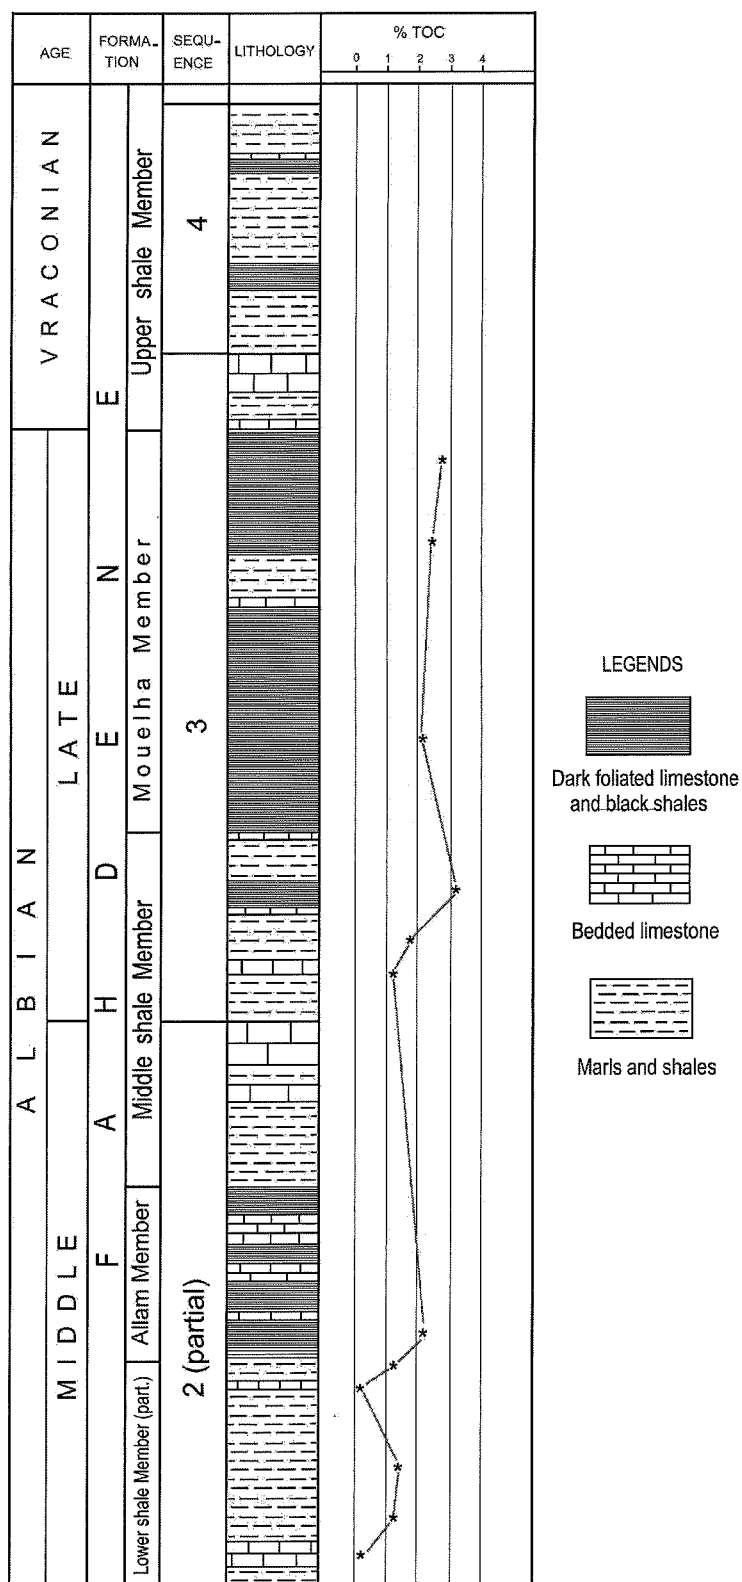 AGE
FORMA-
TION
SEQU-
ENCE
LITHOLOGY
% TOC
0 1 2 3 4
VRACONIAN
ALBIAN
LATE
MIDDLE
FAHDENE
Upper shale Member
Mouelha Member
Middle shale Member
Allam Member
Lower shale Member (part.)
4
3
2 (partial)
LEGENDS
Dark foliated limestone
and black shales
Bedded limestone
Marls and shales